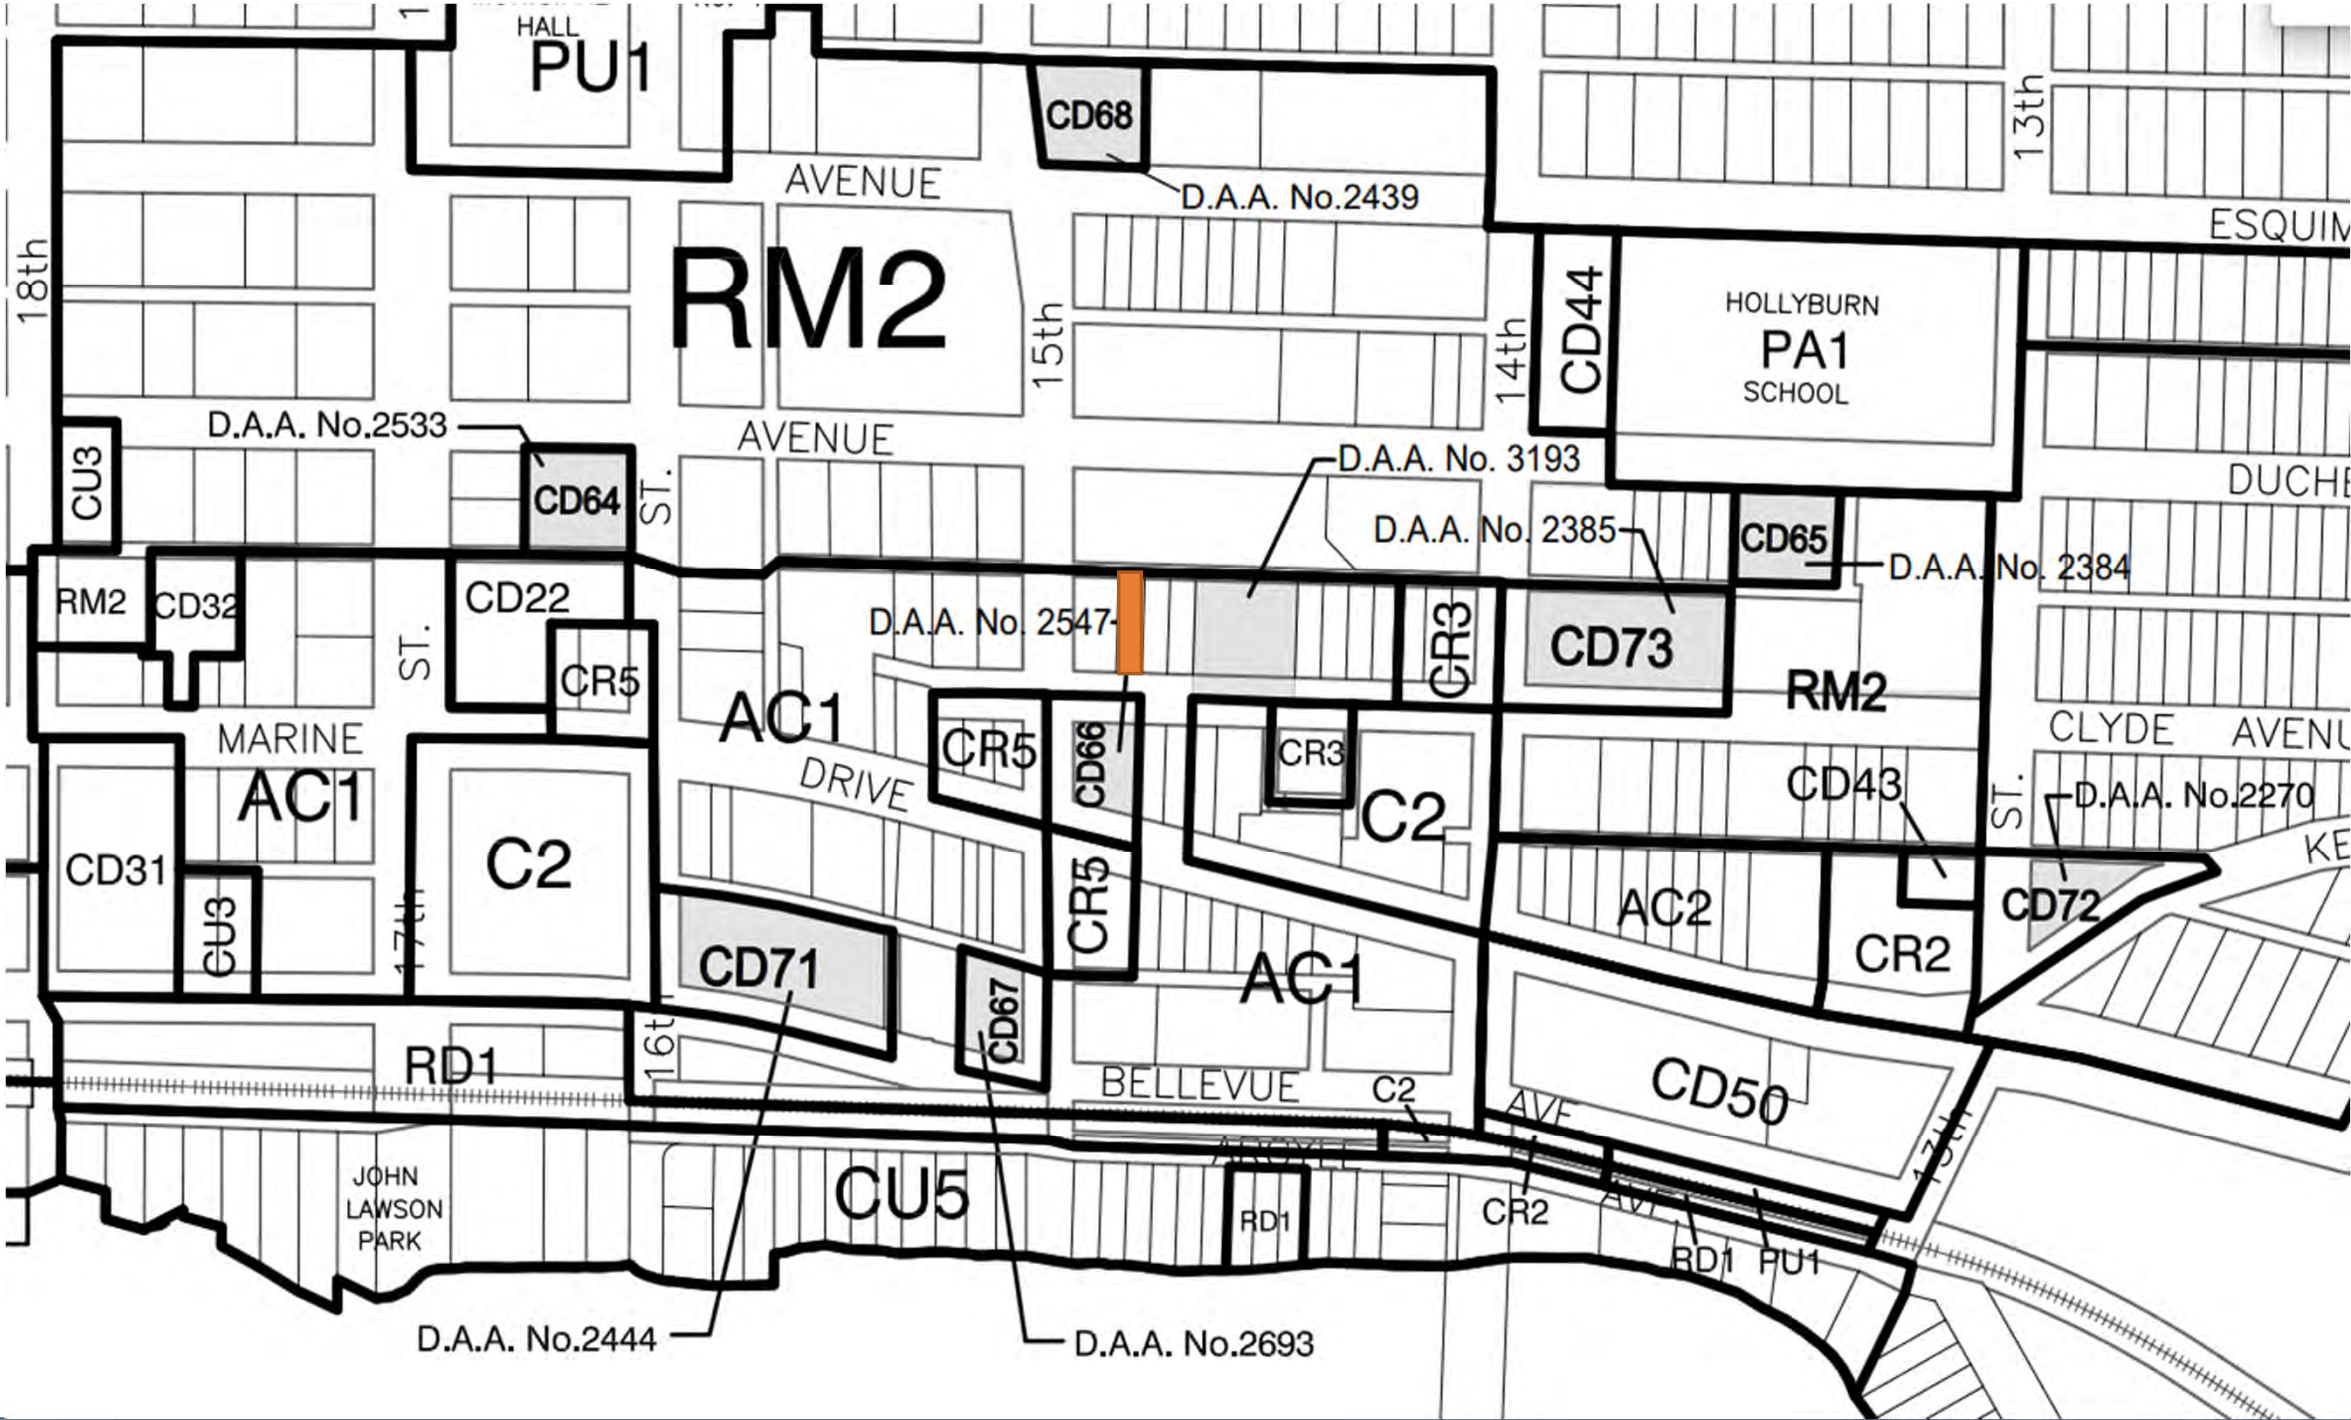 HALL
PU1
CD68
13th
AVENUE
D.A.A. No.2439
ESQUIM
18th
RM2
15th
14th
CD44
HOLLYBURN
PA1
SCHOOL
D.A.A. No.2533
AVENUE
D.A.A. No. 3193
CU3
CD64
ST.
DUCHE
D.A.A. No. 2385
CD65
D.A.A. No. 2384
RM2
CD32
CD22
D.A.A. No. 2547
CR3
CD73
ST.
CR5
RM2
AC1
MARINE
CR5
CD66
CR3
CLYDE AVENU
AC1
DRIVE
C2
CD43
ST.
D.A.A. No.2270
CD31
C2
KE
CU3
17th
CR5
AC2
CR2
CD72
CD71
CD67
AC1
16t
RD1
BELLEVUE
C2
AVE
CD50
13th
ARGYLE
JOHN
LAWSON
PARK
CU5
RD1
CR2
AVE.
RD1
PU1
D.A.A. No.2444
D.A.A. No.2693